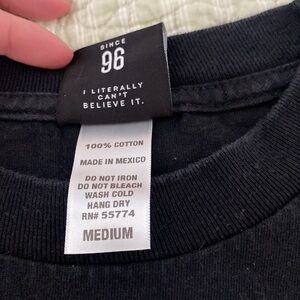 SINCE
96
I LITERALLY
CAN'T
BELIEVE IT.
100% COTTON
MADE IN MEXICO
DO NOT IRON
DO NOT BLEACH
WASH COLD
HANG DRY
RN# 55774
MEDIUM